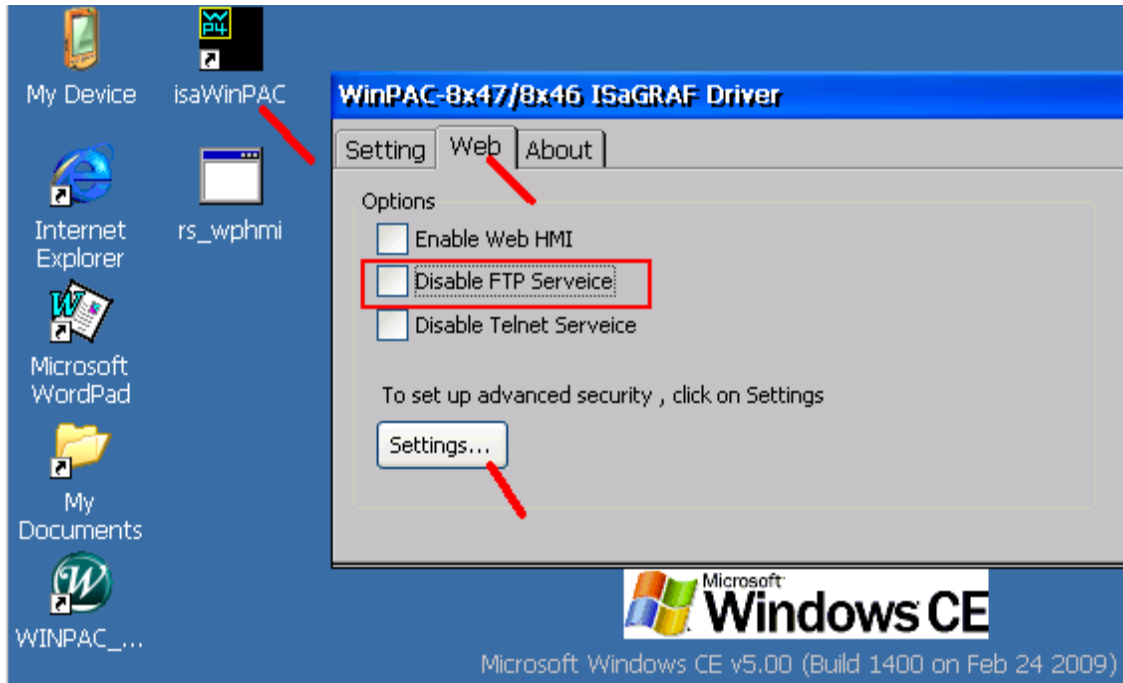 My Device
isaWinPAC
Internet
Explorer
rs_wphmi
Microsoft
WordPad
My
Documents
WINPAC_...
WinPAC-8x47/8x46 ISaGRAF Driver
Setting
Web
About
Options
Enable Web HMI
Disable FTP Serveice
Disable Telnet Serveice
To set up advanced security , click on Settings
Settings...
Microsoft
Windows CE
Microsoft Windows CE v5.00 (Build 1400 on Feb 24 2009)